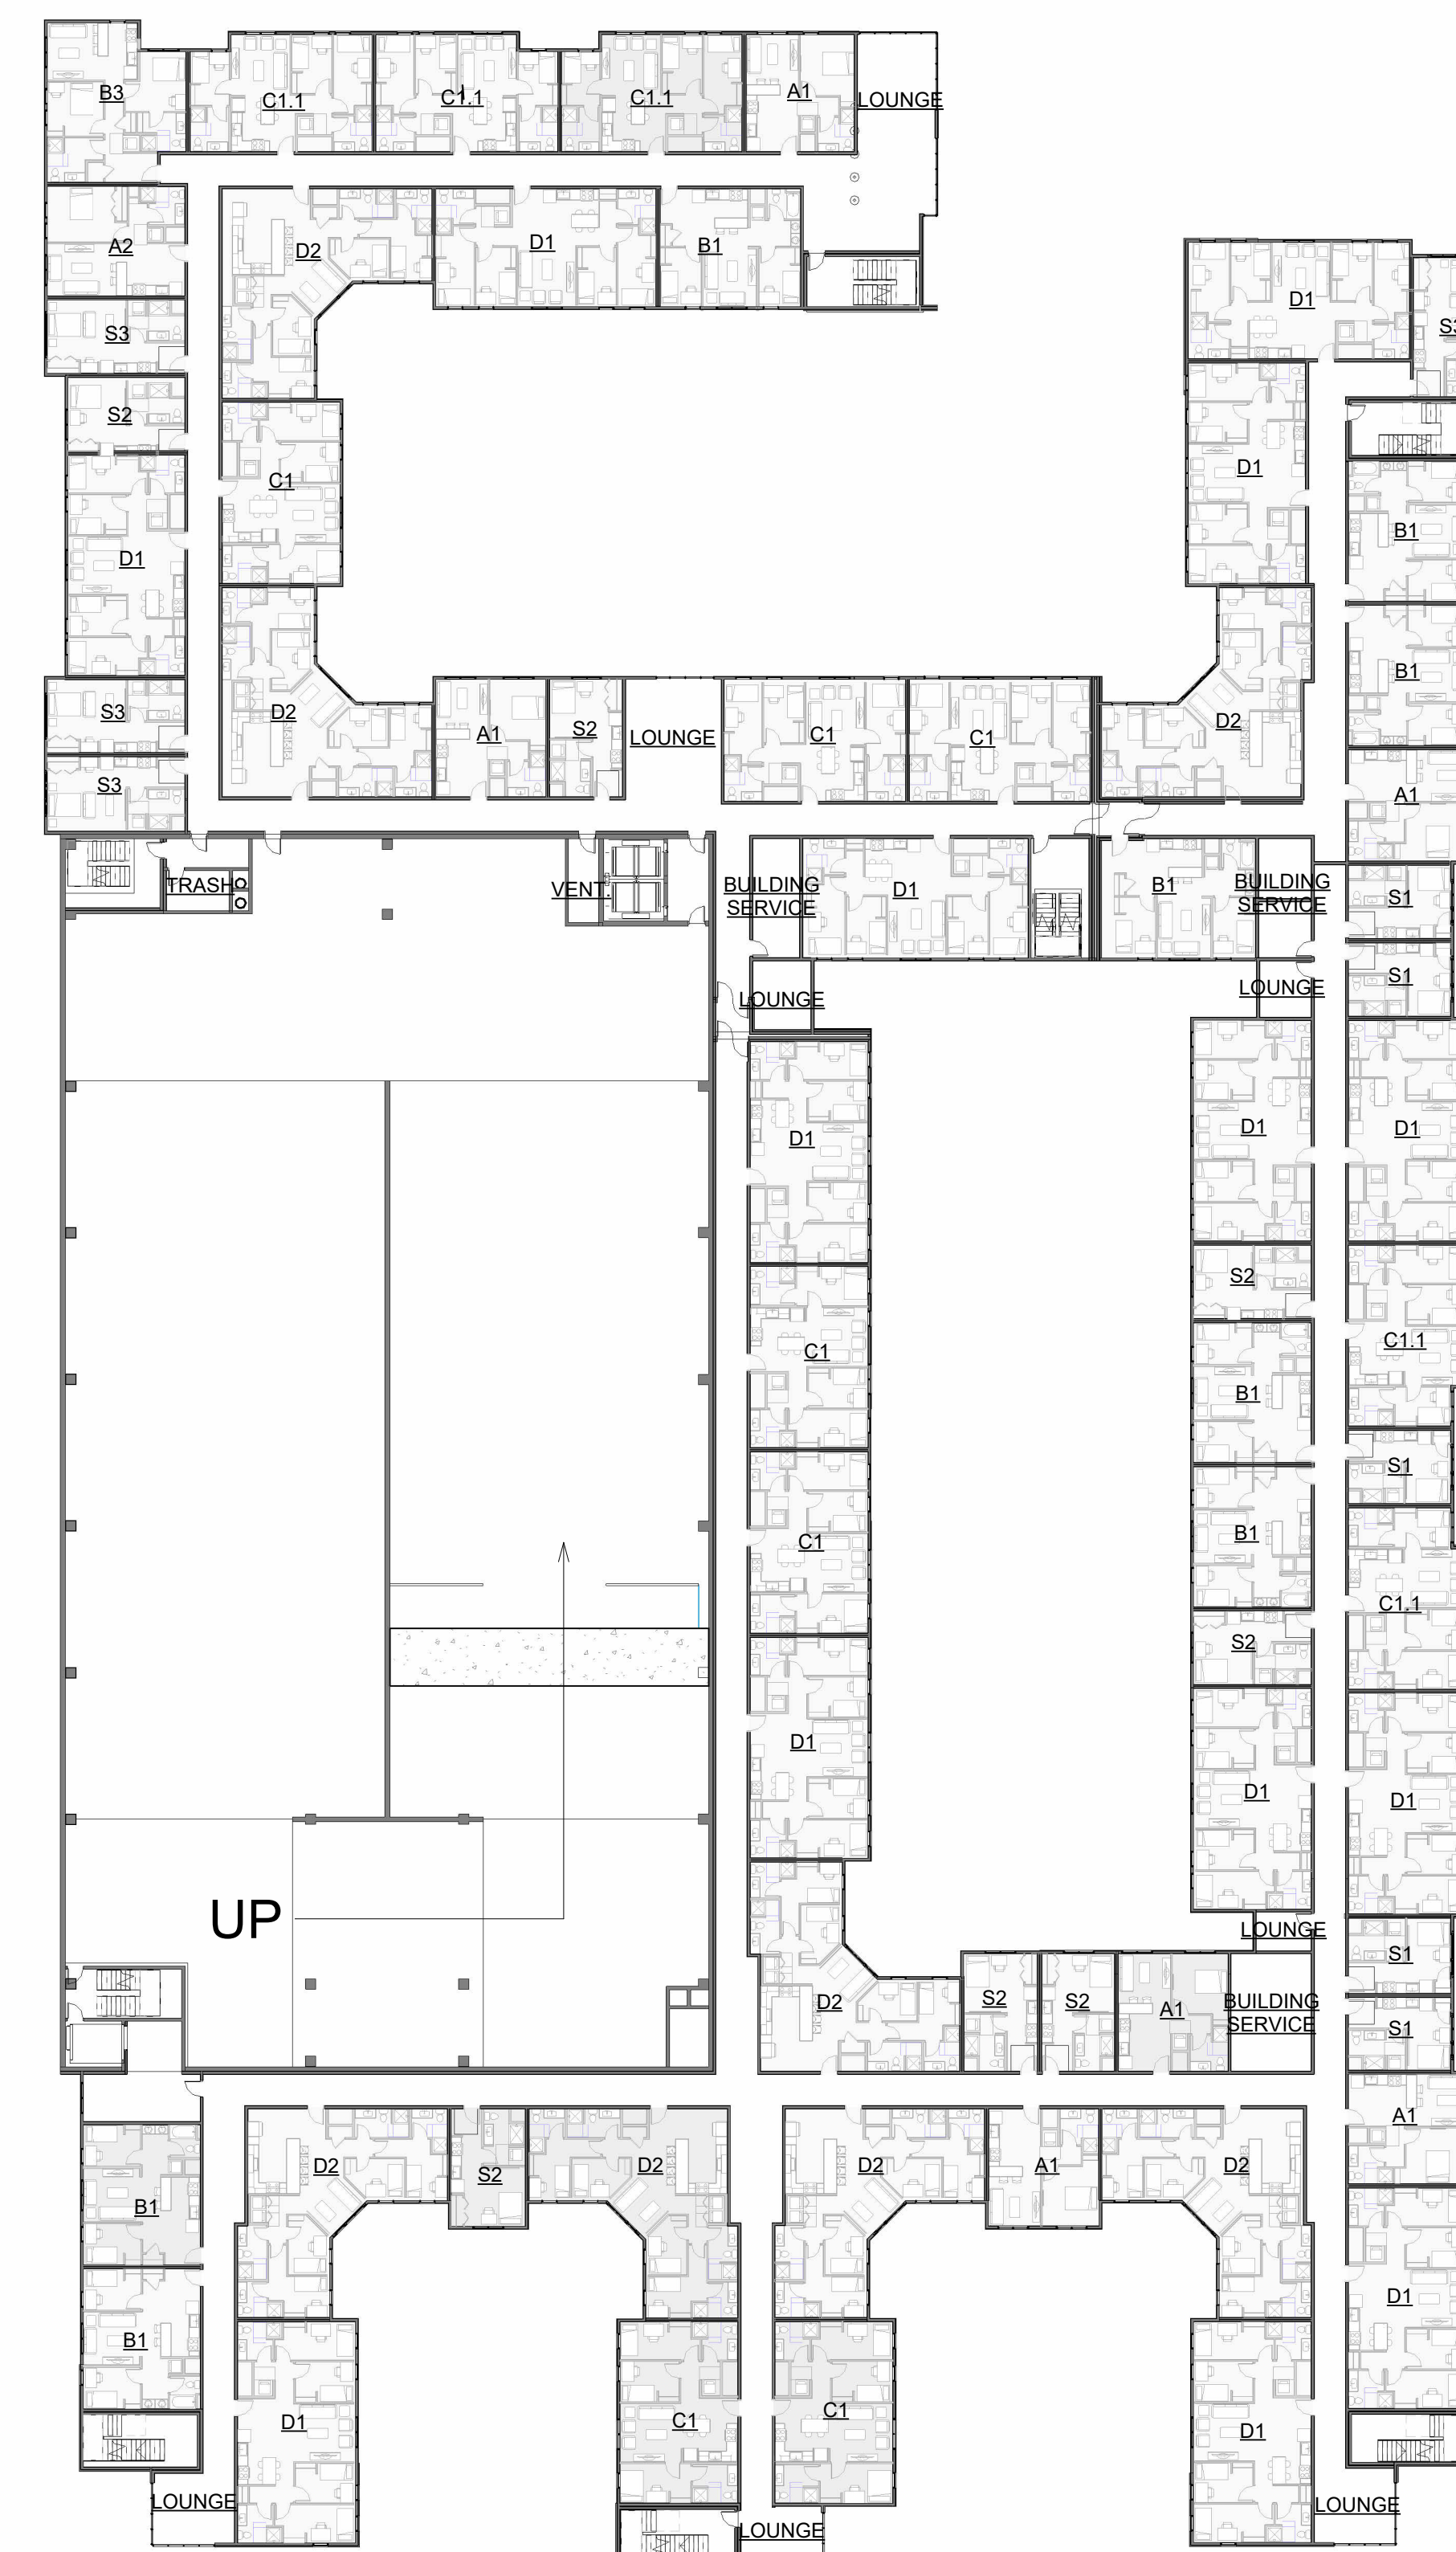 B3
C1.1
C1.1
C1.1
A1
LOUNGE
A2
D2
D1
B1
S3
D1
S2
C1
D1
B1
D1
B1
S3
D2
A1
S2
LOUNGE
C1
C1
D2
S3
A1
TRASH
VENT.
BUILDING
SERVICE
D1
B1
BUILDING
SERVICE
S1
S1
LOUNGE
LOUNGE
D1
D1
D1
S2
C1
C1.1
B1
S1
C1
B1
C1.1
S2
D1
D1
D1
UP
LOUNGE
S1
D2
S2
S2
A1
BUILDING
SERVICE
S1
A1
D2
S2
D2
D2
A1
D2
B1
D1
B1
D1
C1
C1
D1
LOUNGE
LOUNGE
LOUNGE